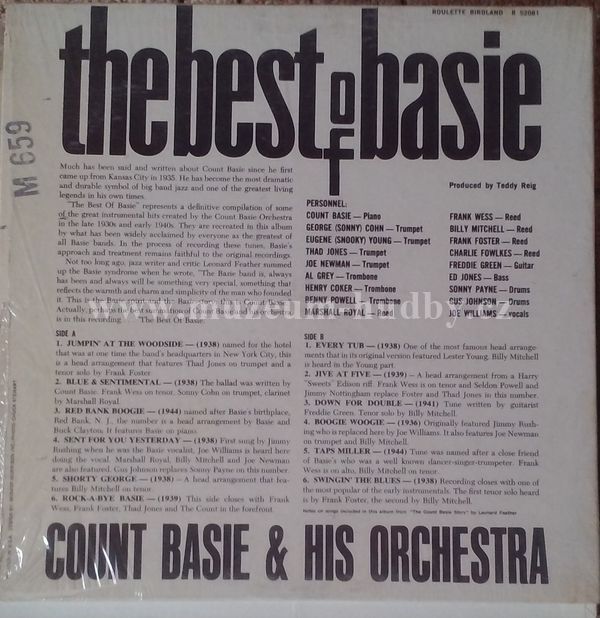 ROULETTE BIRDLAND R 52081
the best of basie
M 659
Much has been said and written about Count Basie since he first
came up from Kansas City in 1935. He has become the most dramatic
and durable symbol of big band jazz and one of the greatest living
legends in his own times.
"The Best Of Basie" represents a definitive compilation of some
of the great instrumental hits created by the Count Basie Orchestra
in the late 1930s and early 1940s. They are recreated in this album
by what has been widely acclaimed by everyone as the greatest of
all Basie bands. In the process of recording these tunes, Basie's
approach and treatment remains faithful to the original recordings.
Not too long ago, jazz writer and critic Leonard Feather summed
up the Basie syndrome when he wrote, "The Basie band is, always
has been and always will be something very special, something that
reflects the warmth and charm and simplicity of the man who founded
it. This is
Actually,
is in this recording. "The Best Of Basie"
Produced by Teddy Reig
PERSONNEL:
COUNT BASIE — Piano
GEORGE (SONNY) COHN — Trumpet
EUGENE (SNOOKY) YOUNG — Trumpet
THAD JONES — Trumpet
JOE NEWMAN — Trumpet
AL GREY — Trombone
HENRY COKER — Trombone
BENNY POWELL — Trombone
MARSHALL ROYAL — Reed
FRANK WESS — Reed
BILLY MITCHELL — Reed
FRANK FOSTER — Reed
CHARLIE FOWLKES — Reed
FREDDIE GREEN — Guitar
ED JONES — Bass
SONNY PAYNE — Drums
GUS JOHNSON — Drums
JOE WILLIAMS — vocals
www.muzeum-hudby.cz
SIDE A
1. JUMPIN' AT THE WOODSIDE — (1938) named for the hotel
that was at one time the band's headquarters in New York City, this
is a head arrangement that features Thad Jones on trumpet and a
tenor solo by Frank Foster
2. BLUE & SENTIMENTAL — (1938) The ballad was written by
Count Basie. Frank Wess on tenor. Sonny Cohn on trumpet, clarinet
by Marshall Royal.
3. RED BANK BOOGIE — (1944) named after Basie's birthplace,
Red Bank, N. J., the number is a head arrangement by Basie and
Buck Clayton. It features Basie on piano.
4. SENT FOR YOU YESTERDAY — (1938) First sung by Jimmy
Rushing when he was the Basie vocalist, Joe Williams is heard here
doing the vocal. Marshall Royal, Billy Mitchell and Joe Newman
are also featured. Gus Johnson replaces Sonny Payne on this number.
5. SHORTY GEORGE — (1938) – A head arrangement that fea-
tures Billy Mitchell on tenor
6. ROCK-A-BYE BASIE — (1939) This side closes with Frank
Wess, Frank Foster, Thad Jones and The Count in the forefront.
SIDE B
1. EVERY TUB — (1938) One of the most famous head arrange-
ments that in its original version featured Lester Young. Billy Mitchell
is heard in the Young part.
2. JIVE AT FIVE — (1939) – A head arrangement from a Harry
"Sweets" Edison riff. Frank Wess is on tenor and Seldon Powell and
Jimmy Nottingham replace Foster and Thad Jones in this number.
3. DOWN FOR DOUBLE — (1941) Tune written by guitarist
Freddie Green. Tenor solo by Billy Mitchell.
4. BOOGIE WOOGIE — (1936) Originally featured Jimmy Rush-
ing who is replaced here by Joe Williams. It also features Joe Newman
on trumpet and Billy Mitchell.
5. TAPS MILLER — (1944) Tune was named after a close friend
of Basie's who was a well known dancer-singer-trumpeter. Frank
Wess is on alto, Billy Mitchell on tenor.
6. SWINGIN' THE BLUES — (1938) Recording closes with one of
the most popular of the early instrumentals. The first tenor solo heard
is by Frank Foster, the second by Billy Mitchell.
Notes on songs included in this album from "The Count Basie Story" by Leonard Feather
COUNT BASIE & HIS ORCHESTRA